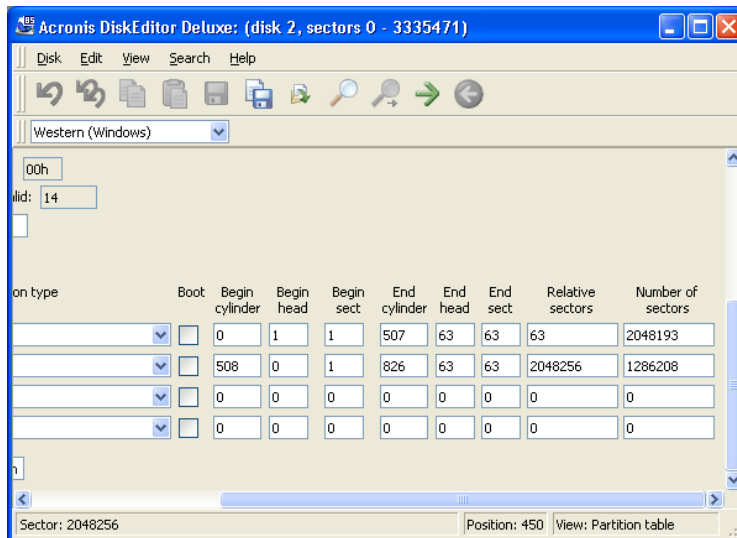 Acronis DiskEditor Deluxe: (disk 2, sectors 0 - 3335471)
Disk Edit View Search Help
Western (Windows)
00h
lid: 14
on type Boot Begin cylinder Begin head Begin sect End cylinder End head End sect Relative sectors Number of sectors
0 1 1 507 63 63 63 2048193
508 0 1 826 63 63 2048256 1286208
0 0 0 0 0 0 0 0
0 0 0 0 0 0 0 0
h
Sector: 2048256 Position: 450 View: Partition table